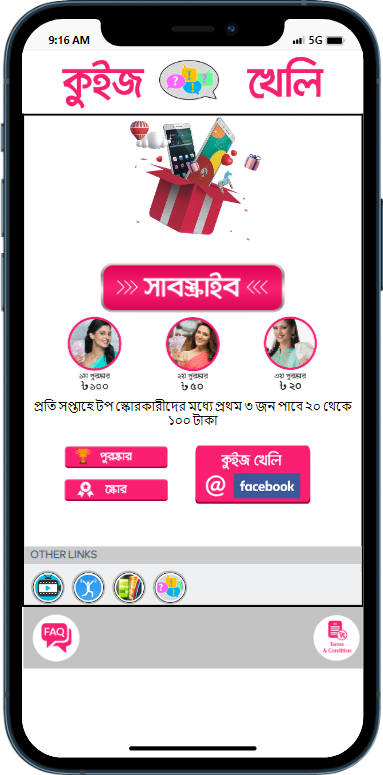 9:16 AM 5G
কুইজ খেলি
>>> সাবস্ক্রাইব <<<
১ম পুরস্কার ২য় পুরস্কার ৩য় পুরস্কার
৳ ১০০ ৳ ৫০ ৳ ২০
প্রতি সপ্তাহে টপ স্কোরকারীদের মধ্যে প্রথম ৩ জন পাবে ২০ থেকে
১০০ টাকা
পুরস্কার
স্কোর
কুইজ খেলি
@ facebook
OTHER LINKS
FAQ
Terms
& Condition